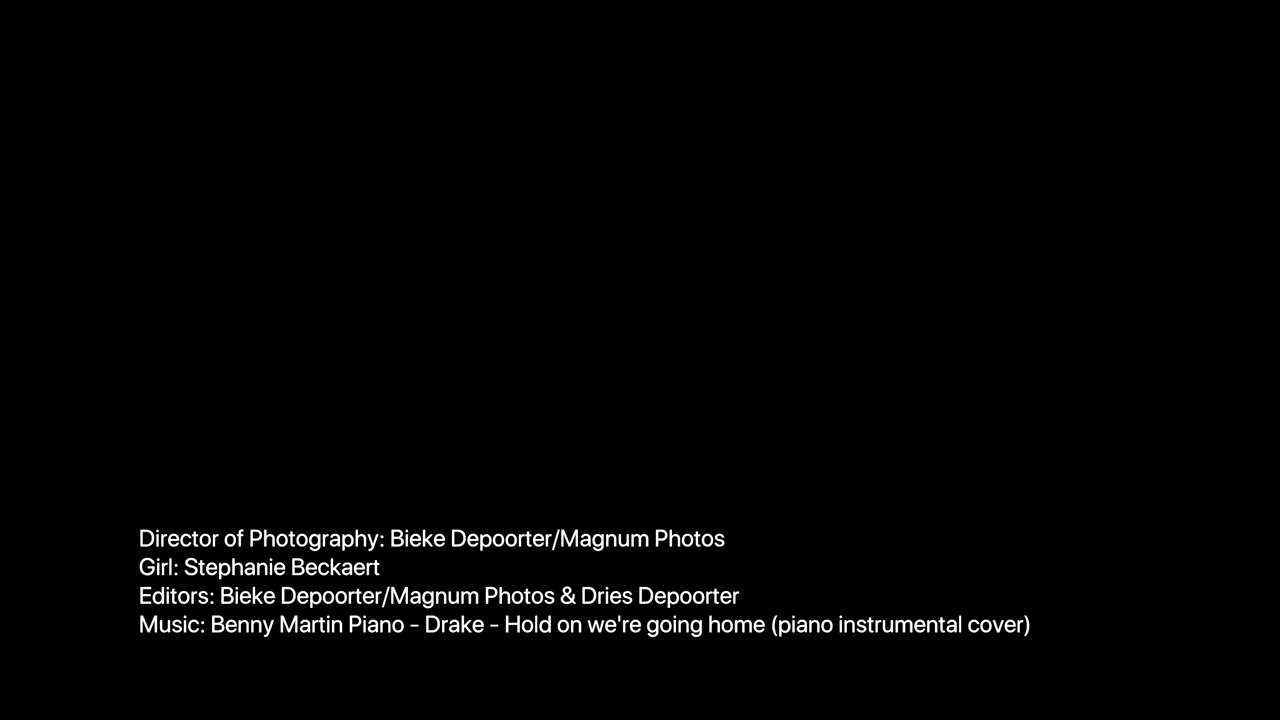 Director of Photography: Bieke Depoorter/Magnum Photos
Girl: Stephanie Beckaert
Editors: Bieke Depoorter/Magnum Photos & Dries Depoorter
Music: Benny Martin Piano - Drake - Hold on we're going home (piano instrumental cover)